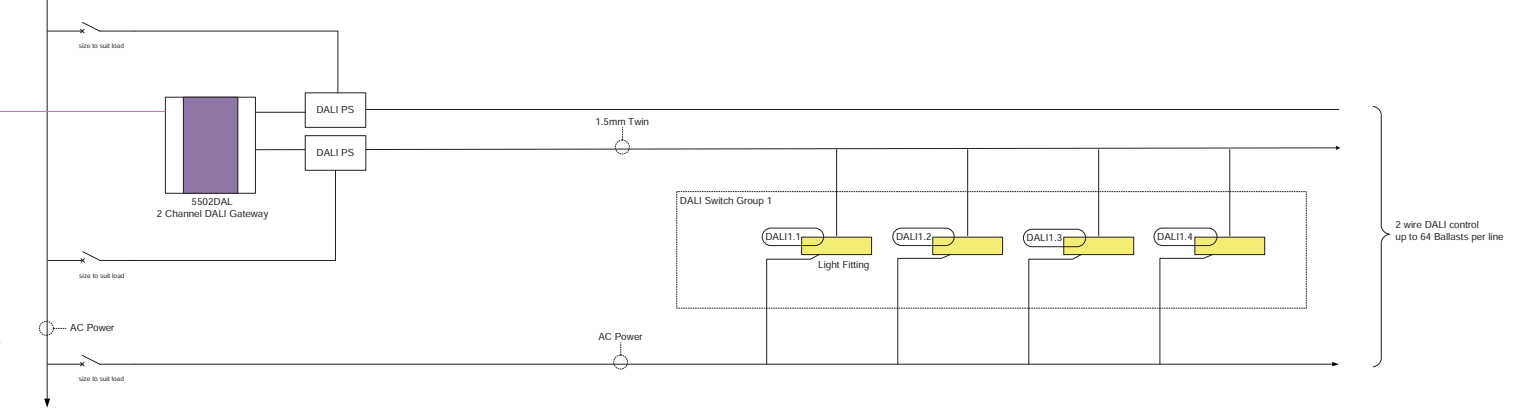 size to suit load
DALI PS
1.5mm Twin
DALI PS
5502DAL
2 Channel DALI Gateway
DALI Switch Group 1
DALI1.1
DALI1.2
DALI1.3
DALI1.4
Light Fitting
2 wire DALI control
up to 64 Ballasts per line
size to suit load
AC Power
AC Power
size to suit load